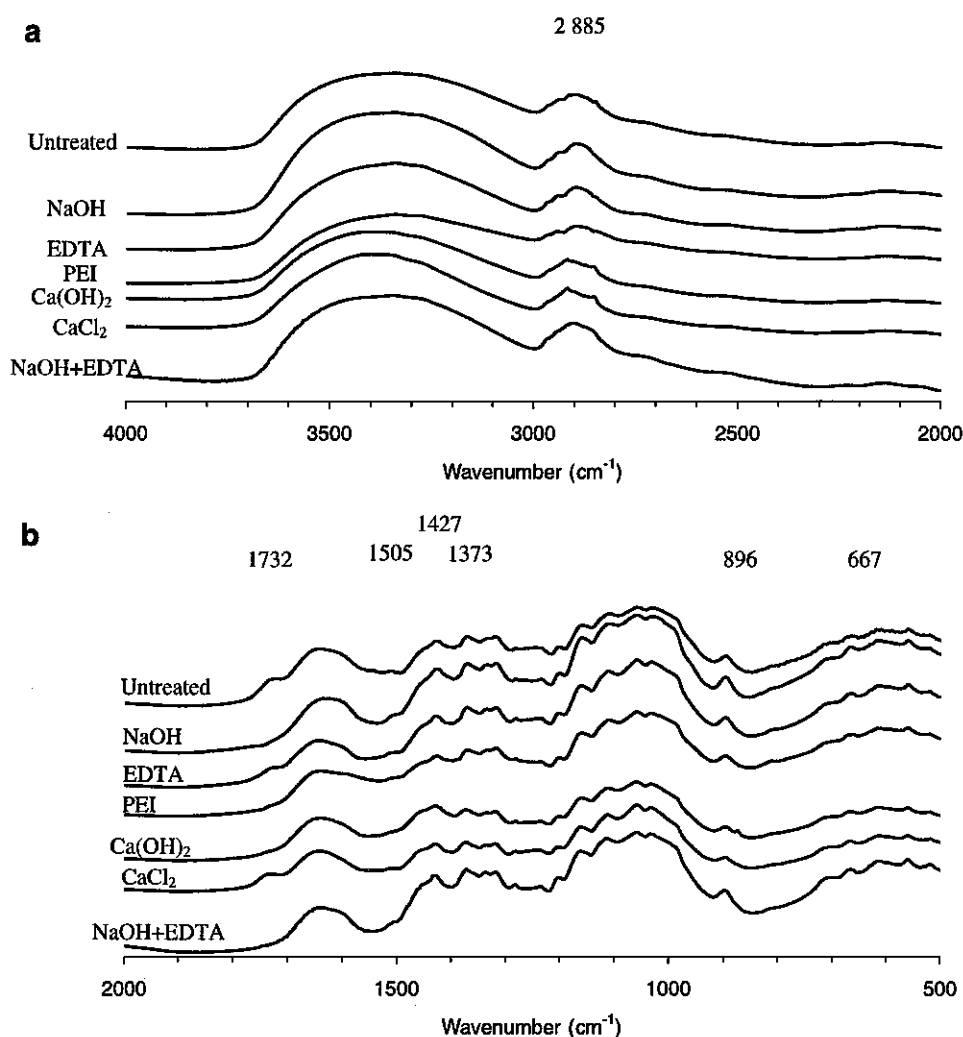 a
2 885
Untreated
NaOH
EDTA
PEI
Ca(OH)2
CaCl2
NaOH+EDTA
4000 3500 3000 2500 2000
Wavenumber (cm-1)
b
1427
1732 1505 1373 896 667
Untreated
NaOH
EDTA
PEI
Ca(OH)2
CaCl2
NaOH+EDTA
2000 1500 1000 500
Wavenumber (cm-1)